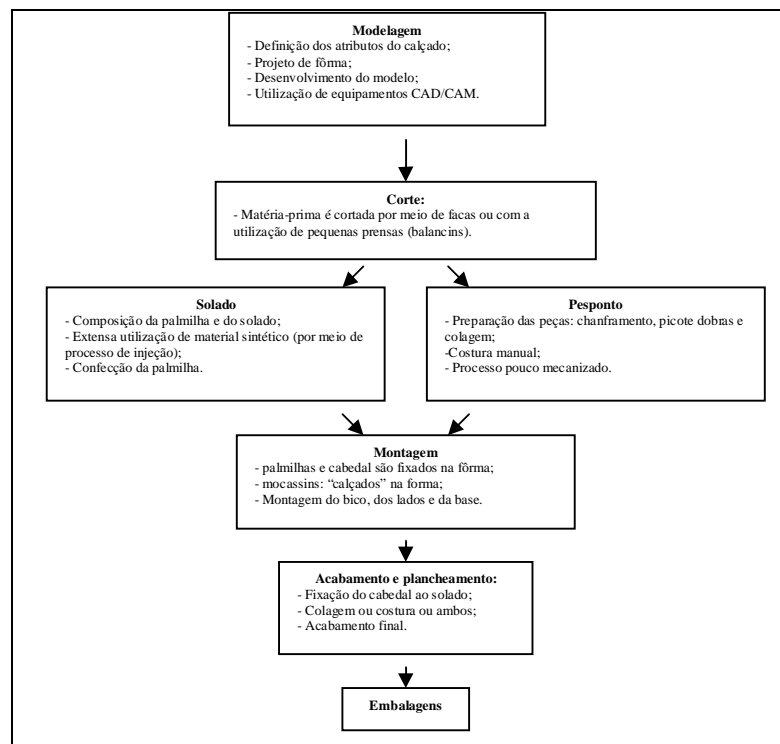 Modelagem
- Definição dos atributos do calçado;
- Projeto de fôrma;
- Desenvolvimento do modelo;
- Utilização de equipamentos CAD/CAM.
Corte:
- Matéria-prima é cortada por meio de facas ou com a
utilização de pequenas prensas (balancins).
Solado
- Composição da palmilha e do solado;
- Extensa utilização de material sintético (por meio de
processo de injeção);
- Confecção da palmilha.
Pesponto
- Preparação das peças: chanframento, picote dobras e
colagem;
-Costura manual;
- Processo pouco mecanizado.
Montagem
- palmilhas e cabedal são fixados na fôrma;
- mocassins: “calçados” na forma;
- Montagem do bico, dos lados e da base.
Acabamento e plancheamento:
- Fixação do cabedal ao solado;
- Colagem ou costura ou ambos;
- Acabamento final.
Embalagens